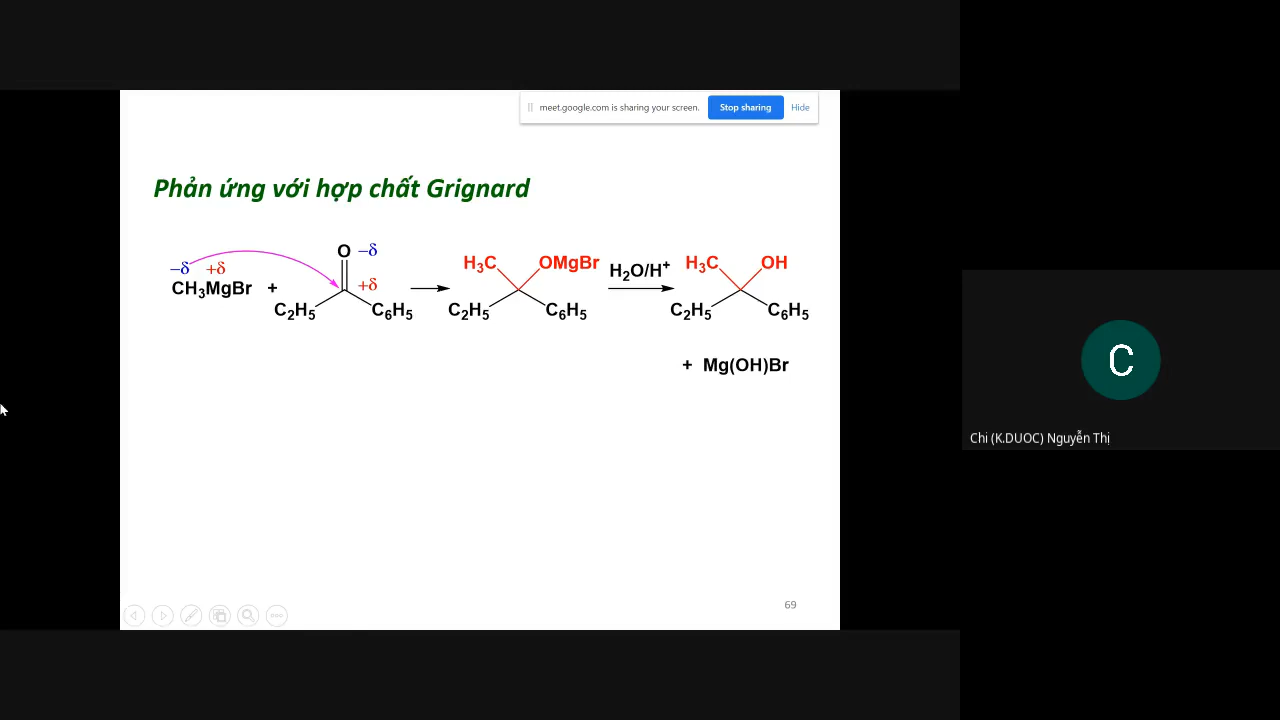 meet.google.com is sharing your screen. Stop sharing Hide
Phản ứng với hợp chất Grignard
−δ +δ
CH₃MgBr + O −δ +δ
C₂H₅ C₆H₅
H₃C OMgBr
C₂H₅ C₆H₅
H₂O/H⁺
H₃C OH
C₂H₅ C₆H₅
+ Mg(OH)Br
69
C
Chi (K.DUOC) Nguyễn Thị